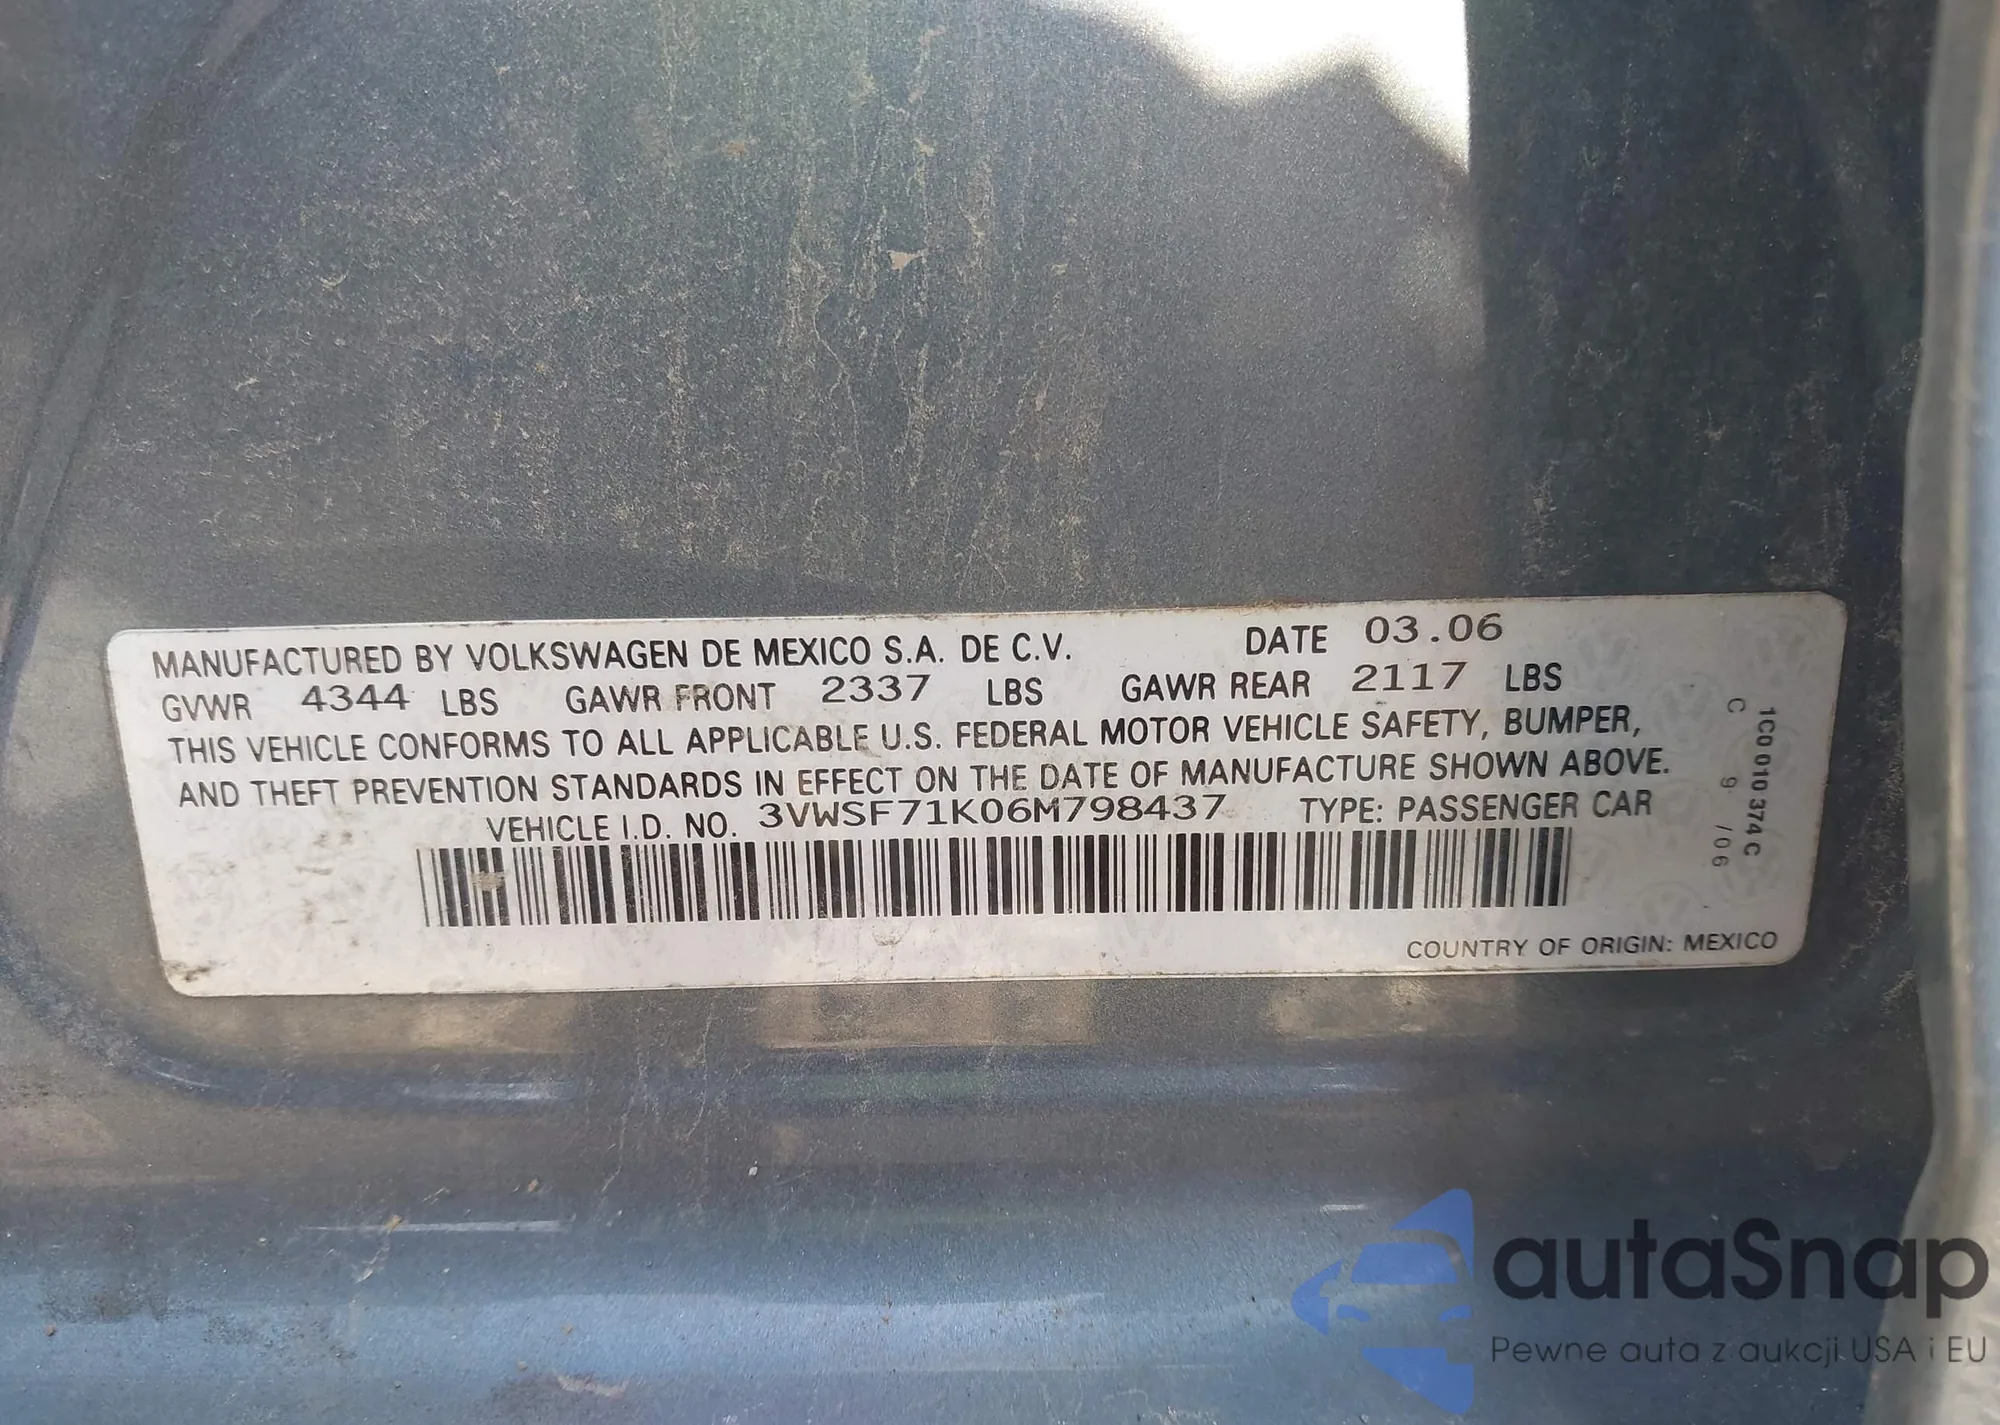 MANUFACTURED BY VOLKSWAGEN DE MEXICO S.A. DE C.V. DATE 03.06
GVWR 4344 LBS GAWR FRONT 2337 LBS GAWR REAR 2117 LBS
THIS VEHICLE CONFORMS TO ALL APPLICABLE U.S. FEDERAL MOTOR VEHICLE SAFETY, BUMPER,
AND THEFT PREVENTION STANDARDS IN EFFECT ON THE DATE OF MANUFACTURE SHOWN ABOVE.
VEHICLE I.D. NO. 3VWSF71K06M798437 TYPE: PASSENGER CAR
COUNTRY OF ORIGIN: MEXICO
1C0 010 374 C
C 9 /06
autaSnap
Pewne auta z aukcji USA i EU